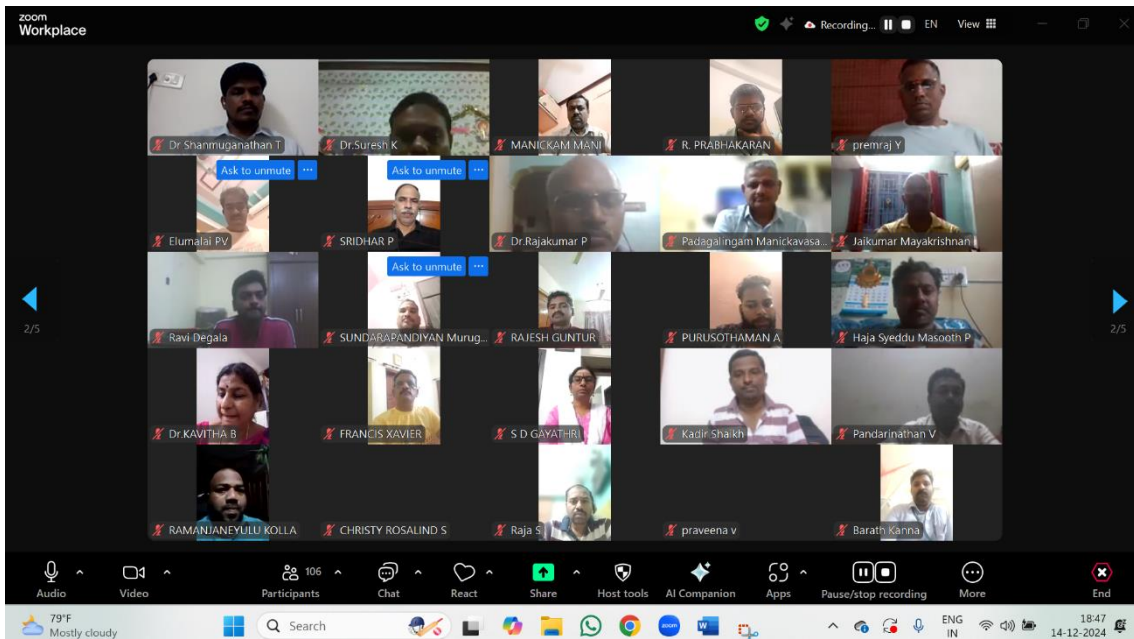 zoom
Workplace
Recording... EN View
Dr Shanmuganathan T
Dr.Suresh K
MANICKAM MANI
R. PRABHAKARAN
premraj Y
Ask to unmute ...
Ask to unmute ...
Elumalai PV
SRIDHAR P
Dr.Rajakumar P
Padagalingam Manickavasa...
Jaikumar Mayakrishnan
Ask to unmute ...
2/5
2/5
Ravi Degala
SUNDARAPANDIYAN Murug...
RAJESH GUNTUR
PURUSOTHAMAN A
Haja Syeddu Masooth P
Dr.KAVITHA B
FRANCIS XAVIER
S D GAYATHRI
Kadir Shaikh
Pandarinathan V
RAMANJANEYULU KOLLA
CHRISTY ROSALIND S
Raja S
praveena v
Barath Kanna
106
Audio Video Participants Chat React Share Host tools AI Companion Apps Pause/stop recording More End
79°F
Mostly cloudy
Search
zoom
ENG
IN
18:47
14-12-2024